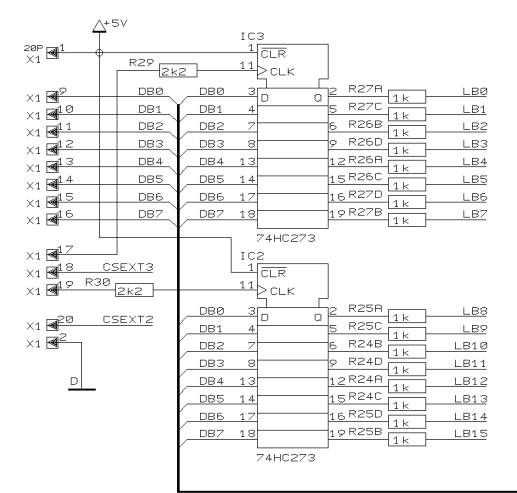 +5V
IC3
20P 1 1 CLR
X1 R29 11 CLK
2k2
X1 9 DB0 DB0 3 D Q 2 R27A 1k LB0
X1 10 DB1 DB1 4 5 R27C 1k LB1
X1 11 DB2 DB2 7 6 R26B 1k LB2
X1 12 DB3 DB3 8 9 R26D 1k LB3
X1 13 DB4 DB4 13 12 R26A 1k LB4
X1 14 DB5 DB5 14 15 R26C 1k LB5
X1 15 DB6 DB6 17 16 R27D 1k LB6
X1 16 DB7 DB7 18 19 R27B 1k LB7
74HC273
X1 17 IC2
X1 18 CSEXT3 1 CLR
X1 19 R30 2k2 11 CLK
DB0 3 D Q 2 R25A 1k LB8
X1 20 CSEXT2 DB1 4 5 R25C 1k LB9
X1 2 DB2 7 6 R24B 1k LB10
DB3 8 9 R24D 1k LB11
D DB4 13 12 R24A 1k LB12
DB5 14 15 R24C 1k LB13
DB6 17 16 R25D 1k LB14
DB7 18 19 R25B 1k LB15
74HC273